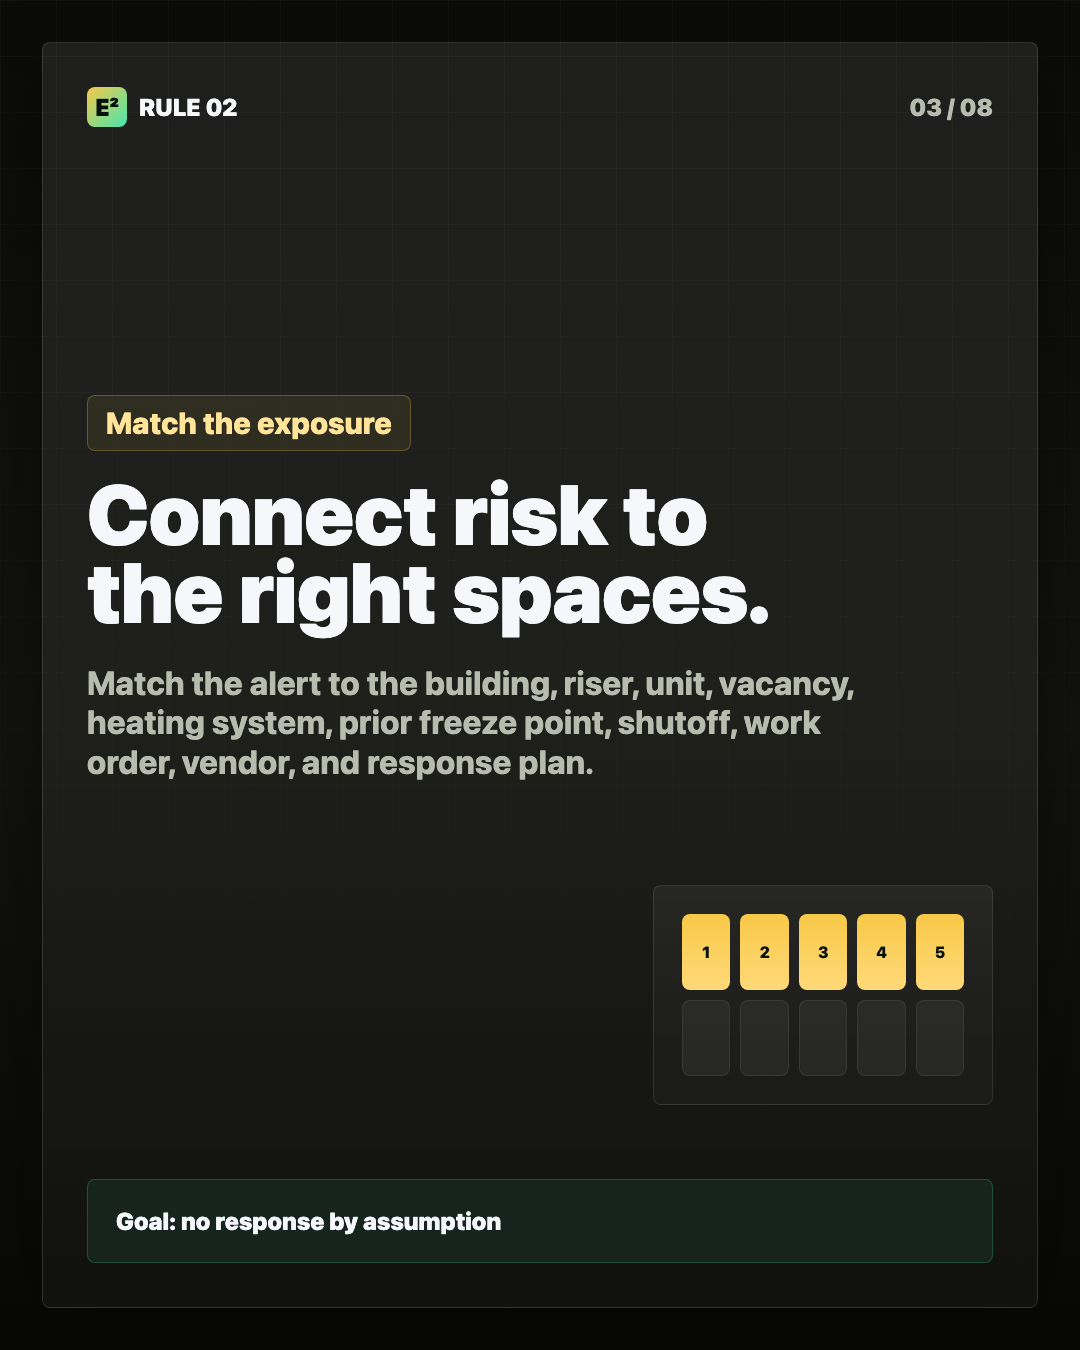 E² RULE 02
03 / 08
Match the exposure
Connect risk to
the right spaces.
Match the alert to the building, riser, unit, vacancy,
heating system, prior freeze point, shutoff, work
order, vendor, and response plan.
1 2 3 4 5
Goal: no response by assumption